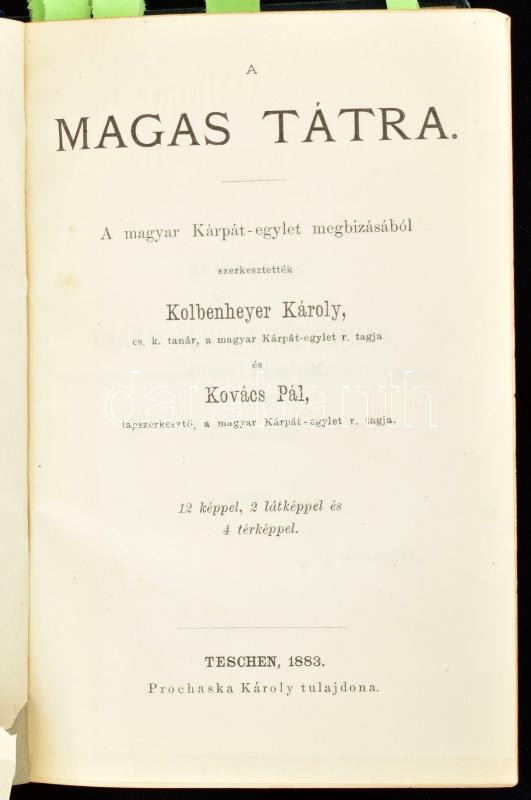 A
MAGAS TÁTRA.
A magyar Kárpát-egylet megbizásából
szerkesztették
Kolbenheyer Károly,
cs. k. tanár, a magyar Kárpát-egylet r. tagja
és
Kovács Pál,
lapszerkesztő, a magyar Kárpát-egylet r. tagja.
12 képpel, 2 látképpel és
4 térképpel.
TESCHEN, 1883.
Prochaska Károly tulajdona.
darabanth